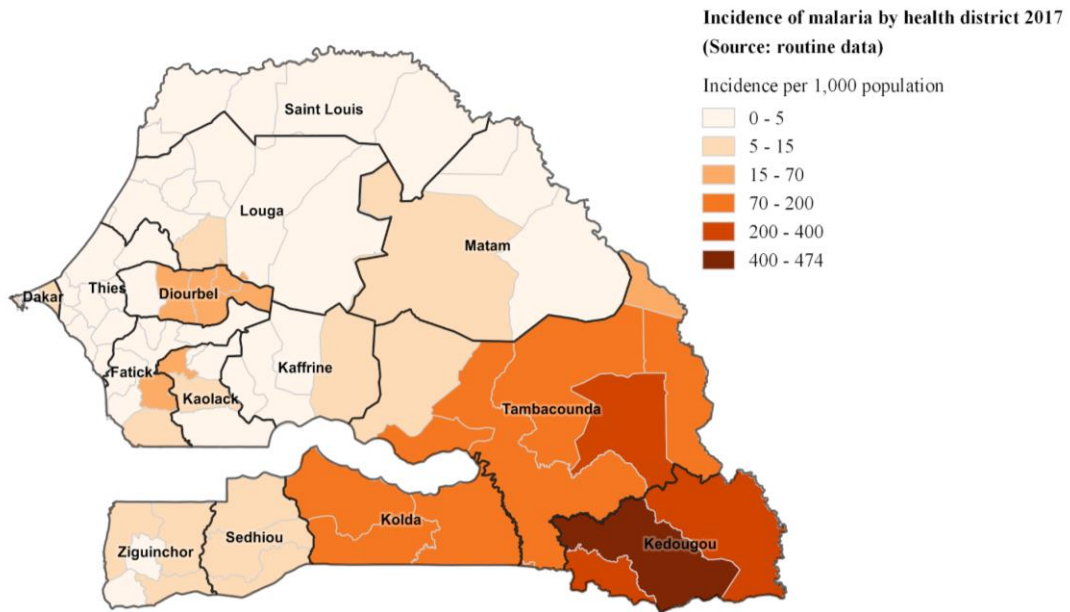 Incidence of malaria by health district 2017
(Source: routine data)
Incidence per 1,000 population
0 - 5
5 - 15
15 - 70
70 - 200
200 - 400
400 - 474
Saint Louis
Louga
Matam
Dakar
Thies
Diourbel
Fatick
Kaolack
Kaffrine
Tambacounda
Ziguinchor
Sedhiou
Kolda
Kedougou